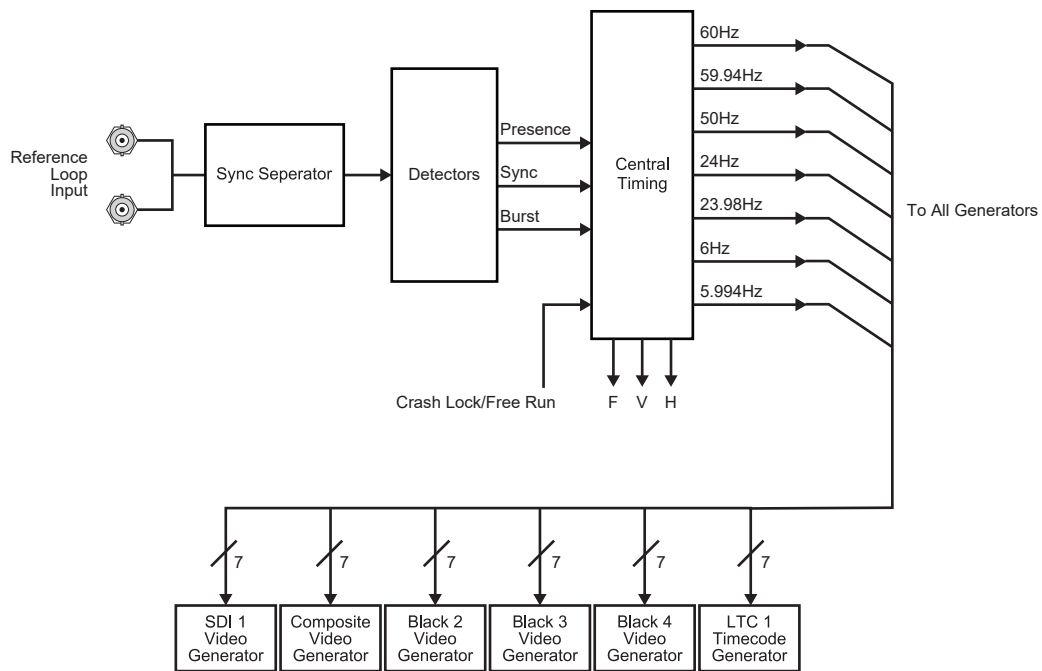 60Hz
59.94Hz
50Hz
24Hz
23.98Hz
6Hz
5.994Hz
Reference
Loop
Input
Sync Seperator
Detectors
Presence
Sync
Burst
Central
Timing
To All Generators
Crash Lock/Free Run
F
V
H
7
7
7
7
7
7
SDI 1
Video
Generator
Composite
Video
Generator
Black 2
Video
Generator
Black 3
Video
Generator
Black 4
Video
Generator
LTC 1
Timecode
Generator